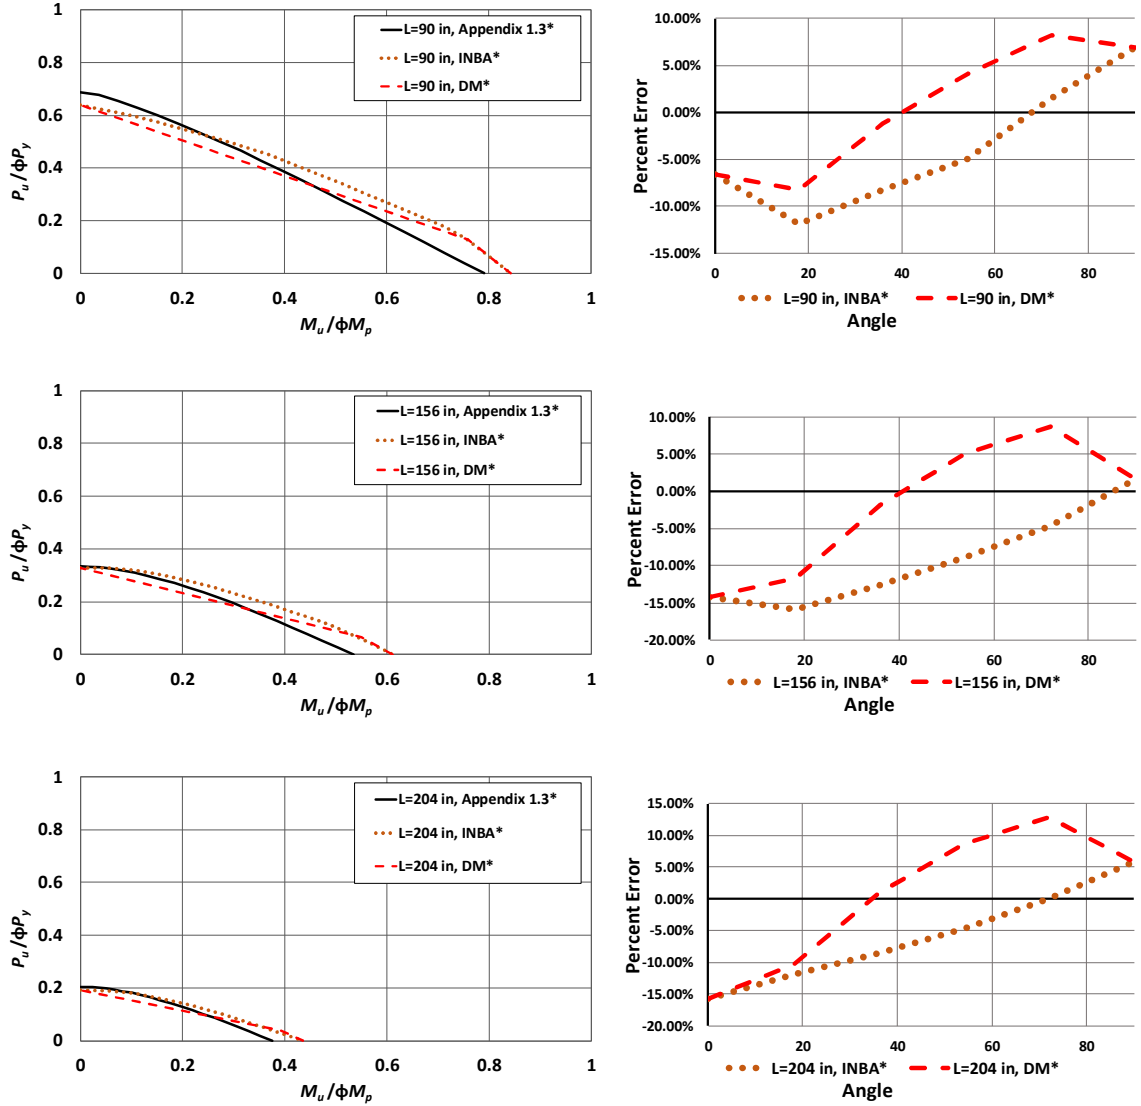 1
0.8
0.6
0.4
0.2
0
0 0.2 0.4 0.6 0.8 1
Pu/ϕPy
Mu/ϕMp
L=90 in, Appendix 1.3*
L=90 in, INBA*
L=90 in, DM*
10.00%
5.00%
0.00%
-5.00%
-10.00%
-15.00%
0 20 40 60 80
Percent Error
L=90 in, INBA* L=90 in, DM*
Angle
1
0.8
0.6
0.4
0.2
0
0 0.2 0.4 0.6 0.8 1
Pu/ϕPy
Mu/ϕMp
L=156 in, Appendix 1.3*
L=156 in, INBA*
L=156 in, DM*
10.00%
5.00%
0.00%
-5.00%
-10.00%
-15.00%
-20.00%
0 20 40 60 80
Percent Error
L=156 in, INBA* L=156 in, DM*
Angle
1
0.8
0.6
0.4
0.2
0
0 0.2 0.4 0.6 0.8 1
Pu/ϕPy
Mu/ϕMp
L=204 in, Appendix 1.3*
L=204 in, INBA*
L=204 in, DM*
15.00%
10.00%
5.00%
0.00%
-5.00%
-10.00%
-15.00%
-20.00%
0 20 40 60 80
Percent Error
L=204 in, INBA* L=204 in, DM*
Angle